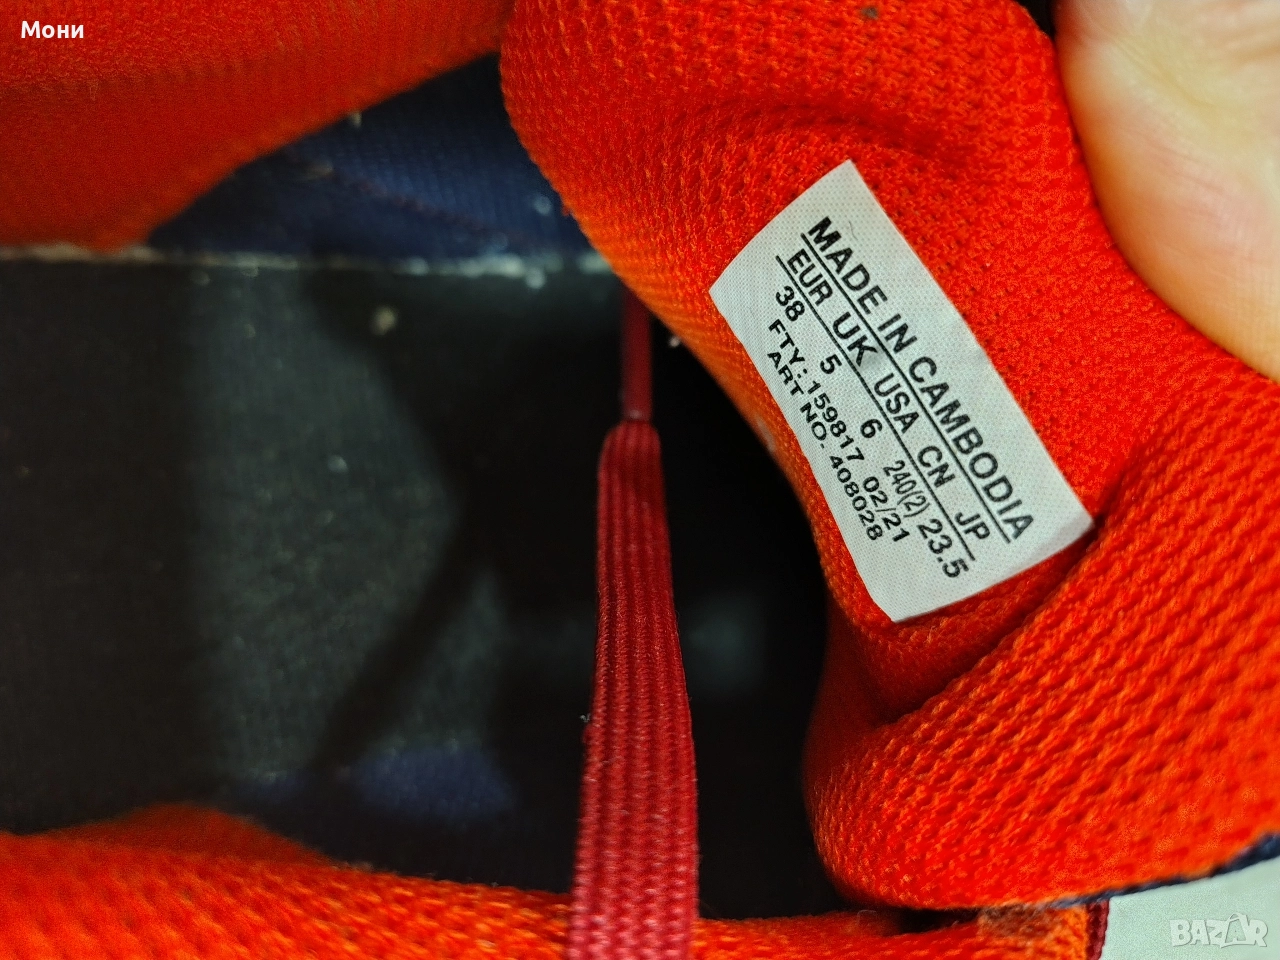 Мони
MADE IN CAMBODIA
EUR UK USA CN JP
38 5 6 240(2) 23.5
FTY: 159817 02/21
ART NO. 408028
BAZAR